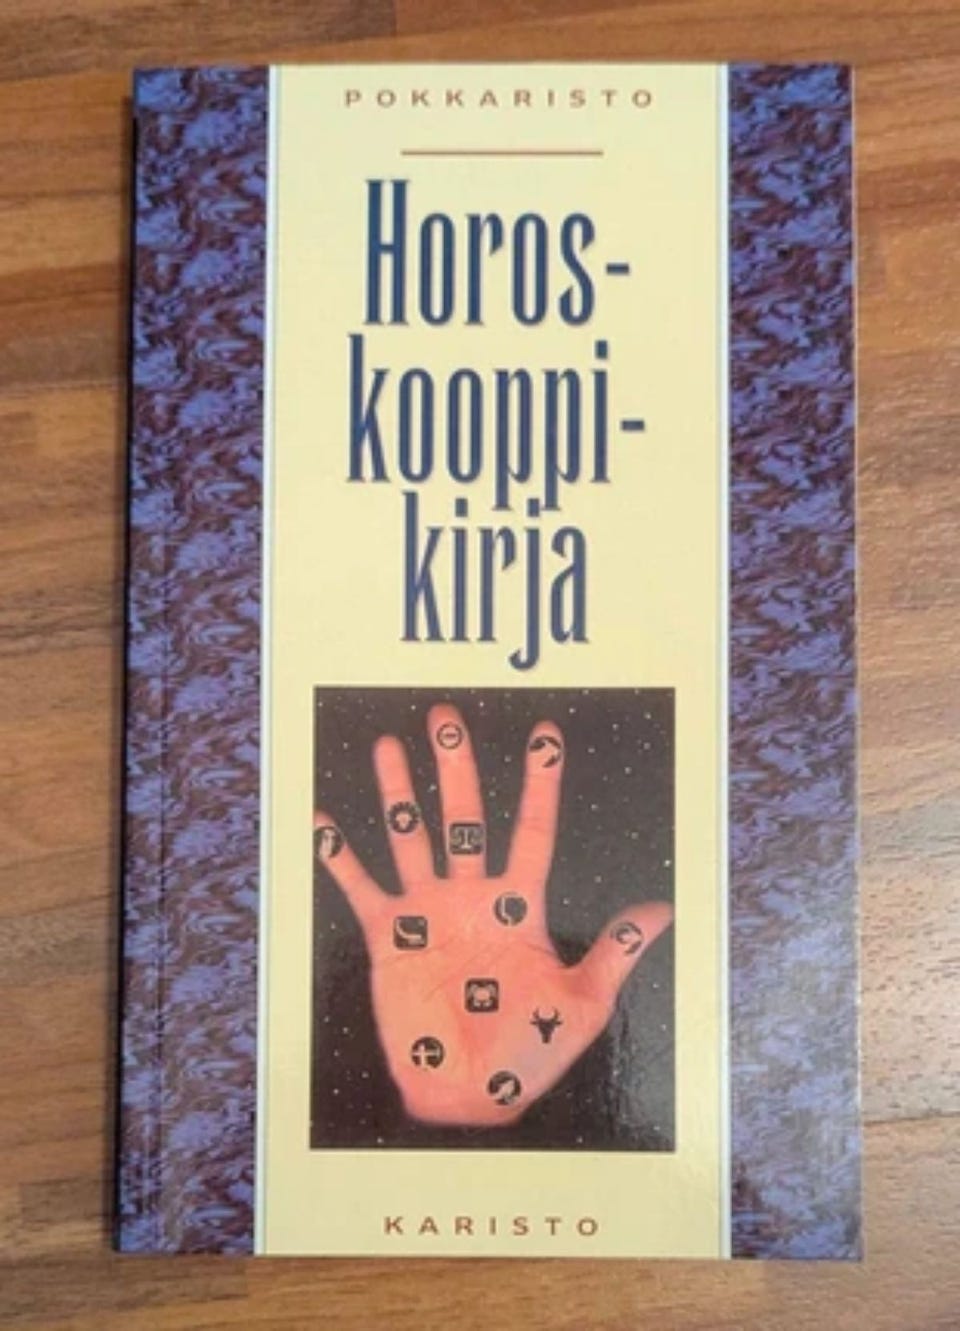 POKKARISTO
Horos-
kooppi-
kirja
KARISTO